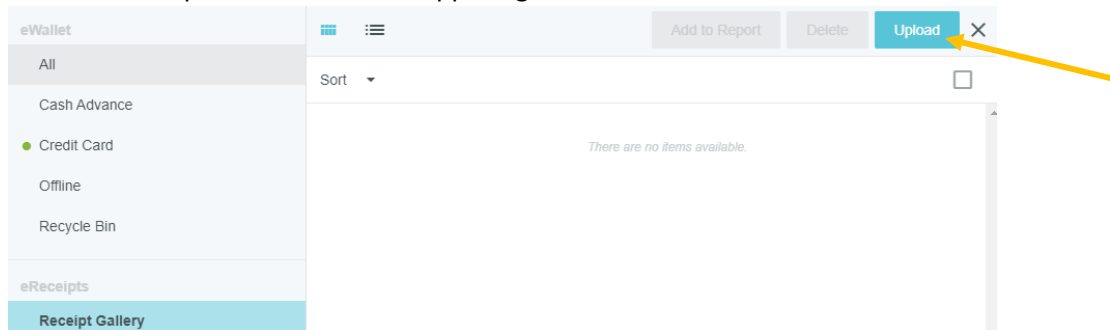 eWallet
Add to Report Delete Upload
All
Sort
Cash Advance
Credit Card
There are no items available.
Offline
Recycle Bin
eReceipts
Receipt Gallery